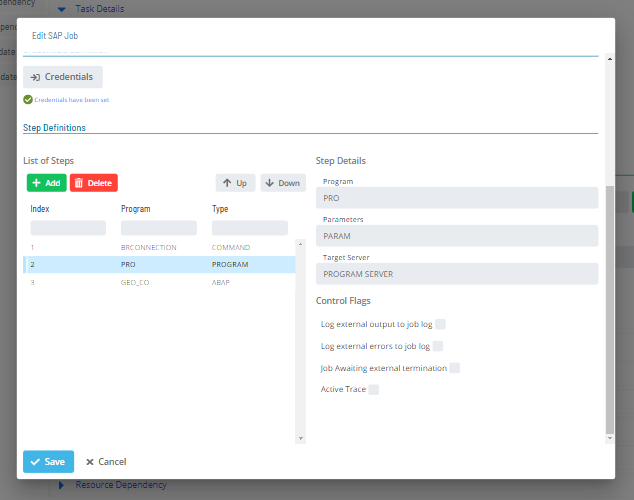 pendency
Task Details
Edit SAP Job
Credentials
Credentials have been set
Step Definitions
List of Steps
Add
Delete
Up
Down
Index
Program
Type
1
BRCONNECTION
COMMAND
2
PRO
PROGRAM
3
GEO_CO
ABAP
Step Details
Program
PRO
Parameters
PARAM
Target Server
PROGRAM SERVER
Control Flags
Log external output to job log
Log external errors to job log
Job Awaiting external termination
Active Trace
Save
Cancel
Resource Dependency